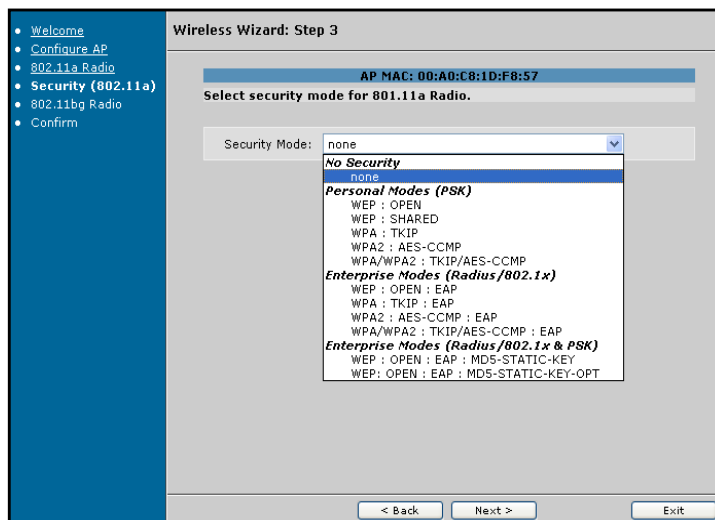 Welcome
Configure AP
802.11a Radio
Security (802.11a)
802.11bg Radio
Confirm
Wireless Wizard: Step 3
AP MAC: 00:A0:C8:1D:F8:57
Select security mode for 801.11a Radio.
Security Mode: none
No Security
none
Personal Modes (PSK)
WEP : OPEN
WEP : SHARED
WPA : TKIP
WPA2 : AES-CCMP
WPA/WPA2 : TKIP/AES-CCMP
Enterprise Modes (Radius/802.1x)
WEP : OPEN : EAP
WPA : TKIP : EAP
WPA2 : AES-CCMP : EAP
WPA/WPA2 : TKIP/AES-CCMP : EAP
Enterprise Modes (Radius/802.1x & PSK)
WEP : OPEN : EAP : MD5-STATIC-KEY
WEP: OPEN : EAP : MD5-STATIC-KEY-OPT
< Back Next > Exit